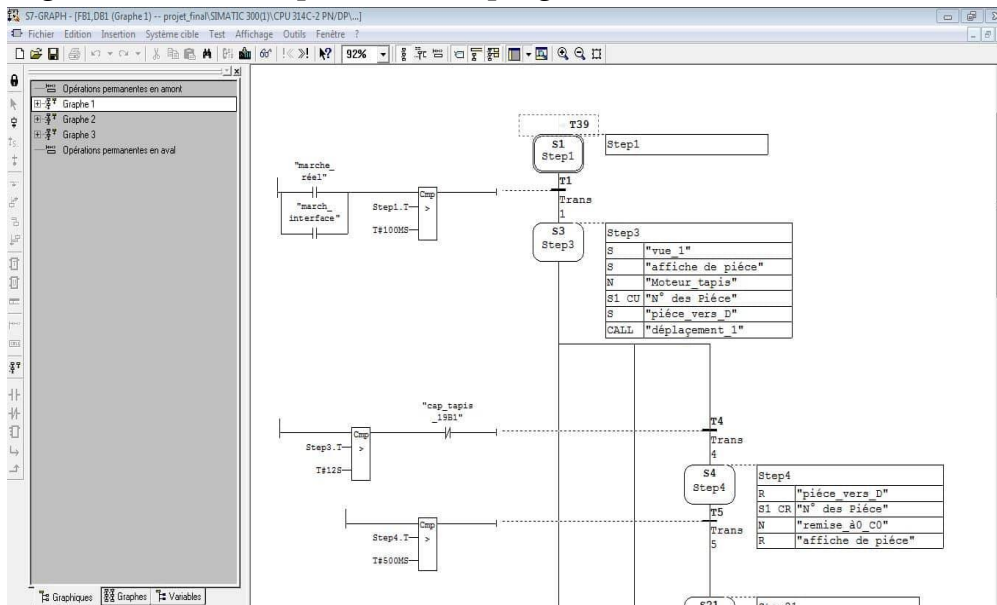 S7-GRAPH - [FB1,DB1 (Graphe 1) -- projet_final\SIMATIC 300(1)\CPU 314C-2 PN/DP\...]
Fichier Edition Insertion Système cible Test Affichage Outils Fenêtre ?
92%
Opérations permanentes en amont
Graphe 1
Graphe 2
Graphe 3
Opérations permanentes en aval
T39
S1
Step1
Step1
T1
Trans
1
"marche_
réel"
"march_
interface"
Cmp
Step1.T
>
T#100MS
S3
Step3
Step3
S "vue_1"
S "affiche de piéce"
N "Moteur_tapis"
S1 CU "N° des Piéce"
S "piéce_vers_D"
CALL "déplaçement_1"
"cap_tapis
_19B1"
Cmp
Step3.T
>
T#12S
T4
Trans
4
S4
Step4
Step4
R "piéce_vers_D"
S1 CR "N° des Piéce"
N "remise_à0_C0"
R "affiche de piéce"
Cmp
Step4.T
>
T#500MS
T5
Trans
5
S21
Graphiques Graphes Variables